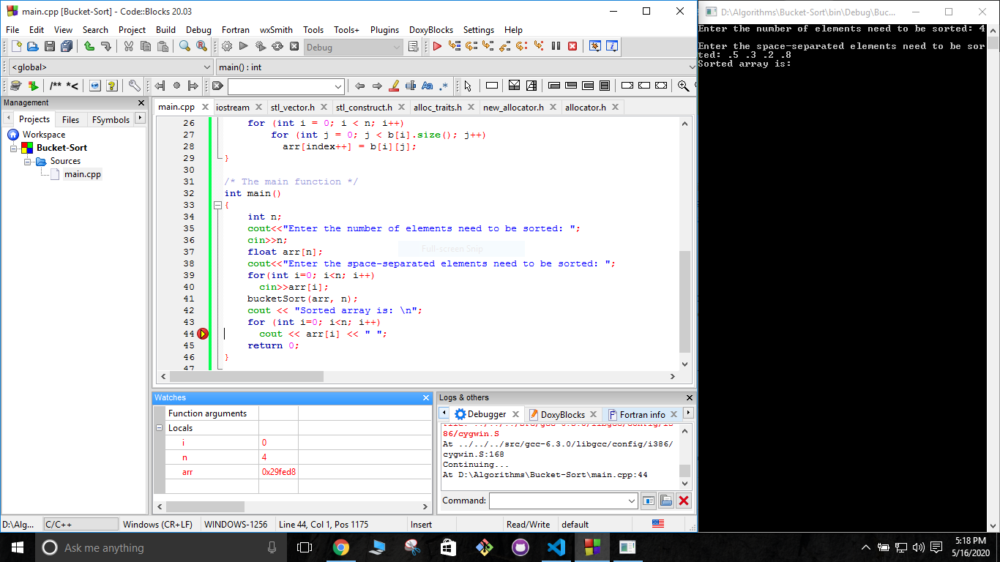 main.cpp [Bucket-Sort] - Code::Blocks 20.03
File Edit View Search Project Build Debug Fortran wxSmith Tools Tools+ Plugins DoxyBlocks Settings Help
Debug
<global>
main() : int
/** *<
Aa .*
Management
Projects Files FSymbols
Workspace
Bucket-Sort
Sources
main.cpp
main.cpp iostream stl_vector.h stl_construct.h alloc_traits.h new_allocator.h allocator.h
26 for (int i = 0; i < n; i++)
27 for (int j = 0; j < b[i].size(); j++)
28 arr[index++] = b[i][j];
29 }
30
31 /* The main function */
32 int main()
33 {
34 int n;
35 cout<<"Enter the number of elements need to be sorted: ";
36 cin>>n;
37 float arr[n];
38 cout<<"Enter the space-separated elements need to be sorted: ";
39 for(int i=0; i<n; i++)
40 cin>>arr[i];
41 bucketSort(arr, n);
42 cout << "Sorted array is: \n";
43 for (int i=0; i<n; i++)
44 cout << arr[i] << " ";
45 return 0;
46 }
47
Full-screen Snip
Watches
Function arguments
Locals
i 0
n 4
arr 0x29fed8
Logs & others
Debugger DoxyBlocks Fortran info
86/cygwin.S
At ../../../src/gcc-6.3.0/libgcc/config/i386/
cygwin.S:168
Continuing...
At D:\Algorithms\Bucket-Sort\main.cpp:44
Command:
D:\Alg... C/C++ Windows (CR+LF) WINDOWS-1256 Line 44, Col 1, Pos 1175 Insert Read/Write default
D:\Algorithms\Bucket-Sort\bin\Debug\Buc...
Enter the number of elements need to be sorted: 4
Enter the space-separated elements need to be sor
ted: .5 .3 .2 .8
Sorted array is:
Ask me anything
5:18 PM
5/16/2020